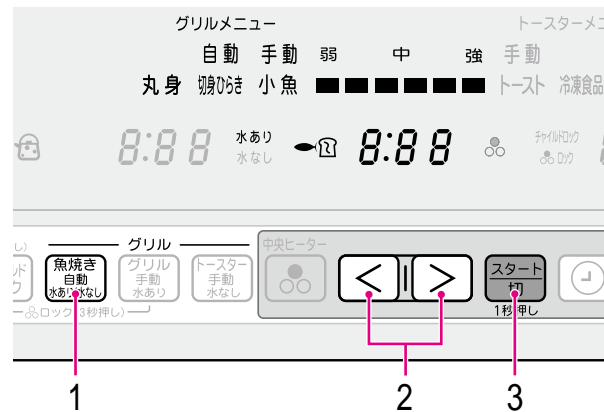 グリルメニュー
トースターメニ
自動 手動 弱 中 強 手動
丸身 切身ひらき 小魚 トースト 冷凍食品
8:88 水あり 8:88 チャイルドロック
水なし ロック
グリル
中央ヒーター
魚焼き
自動
水あり/水なし
グリル
手動
水あり
トースター
手動
水なし
< | >
スタート
切
1秒押し
ロック(3秒押し)
1 2 3